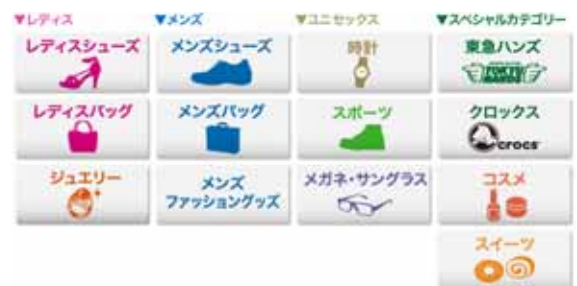 ▼レディス
▼メンズ
▼ユニセックス
▼スペシャルカテゴリー
レディスシューズ
メンズシューズ
時計
東急ハンズ
TOKYU HANDS
レディスバッグ
メンズバッグ
スポーツ
クロックス
crocs
ジュエリー
メンズ
ファッショングッズ
メガネ・サングラス
コスメ
スイーツ